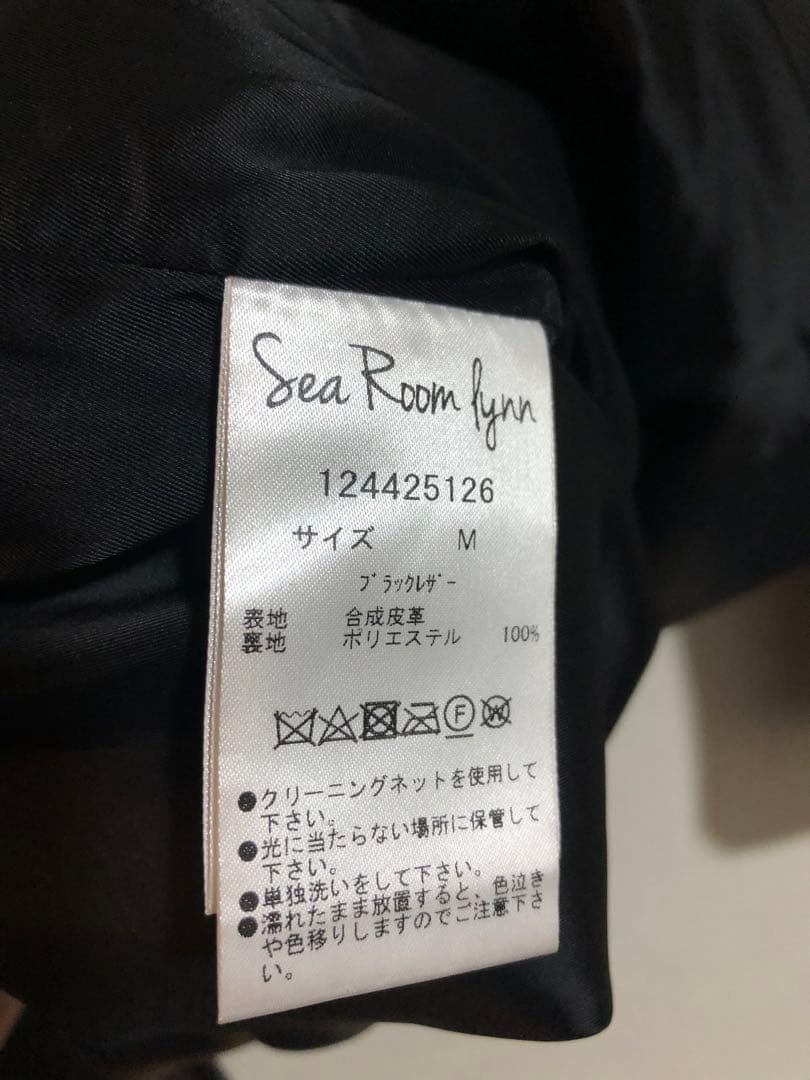 Sea Room lynn
124425126
サイズ M
ﾌﾞﾗｯｸﾚｻﾞｰ
表地 合成皮革
裏地 ポリエステル 100%
F W
●クリーニングネットを使用して
下さい。
●光に当たらない場所に保管して
下さい。
●単独洗いをして下さい。
●濡れたまま放置すると、色泣き
や色移りしますのでご注意下さ
い。